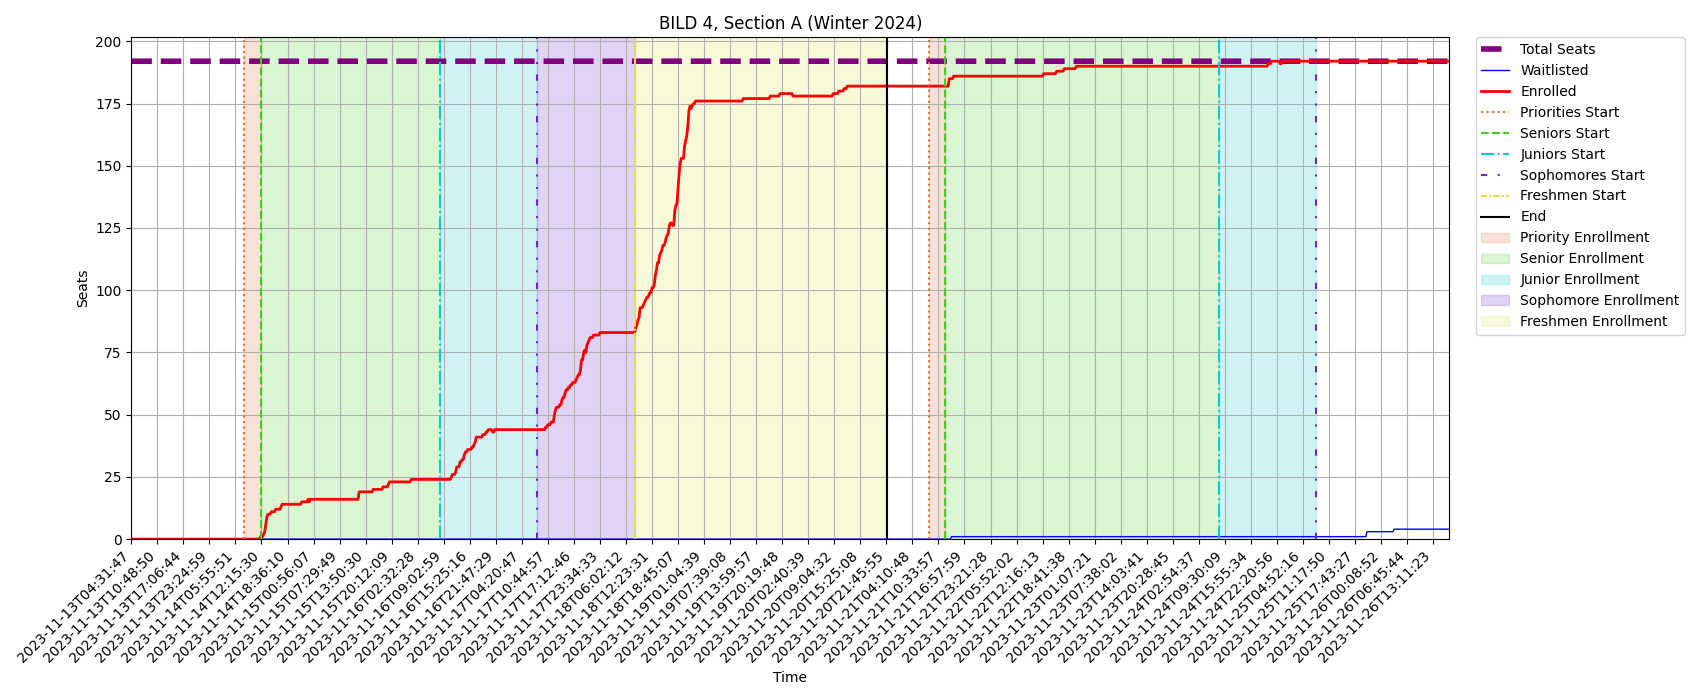 BILD 4, Section A (Winter 2024)
Seats
200
175
150
125
100
75
50
25
0
2023-11-13T04:31:47
2023-11-13T10:48:50
2023-11-13T17:06:44
2023-11-13T23:24:59
2023-11-14T05:55:51
2023-11-14T12:15:30
2023-11-14T18:36:10
2023-11-15T00:56:07
2023-11-15T07:29:49
2023-11-15T13:50:30
2023-11-15T20:12:09
2023-11-16T02:32:28
2023-11-16T09:02:59
2023-11-16T15:25:16
2023-11-16T21:47:29
2023-11-17T04:20:47
2023-11-17T10:44:57
2023-11-17T17:12:46
2023-11-17T23:34:33
2023-11-18T06:02:12
2023-11-18T12:23:31
2023-11-18T18:45:07
2023-11-19T01:04:39
2023-11-19T07:39:08
2023-11-19T13:59:57
2023-11-19T20:19:48
2023-11-20T02:40:39
2023-11-20T09:04:32
2023-11-20T15:25:08
2023-11-20T21:45:55
2023-11-21T04:10:48
2023-11-21T10:33:57
2023-11-21T16:57:59
2023-11-21T23:21:28
2023-11-22T05:52:02
2023-11-22T12:16:13
2023-11-22T18:41:38
2023-11-23T01:07:21
2023-11-23T07:38:02
2023-11-23T14:03:41
2023-11-23T20:28:45
2023-11-24T02:54:37
2023-11-24T09:30:09
2023-11-24T15:55:34
2023-11-24T22:20:56
2023-11-25T04:52:16
2023-11-25T11:17:50
2023-11-25T17:43:27
2023-11-26T00:08:52
2023-11-26T06:45:44
2023-11-26T13:11:23
Time
Total Seats
Waitlisted
Enrolled
Priorities Start
Seniors Start
Juniors Start
Sophomores Start
Freshmen Start
End
Priority Enrollment
Senior Enrollment
Junior Enrollment
Sophomore Enrollment
Freshmen Enrollment